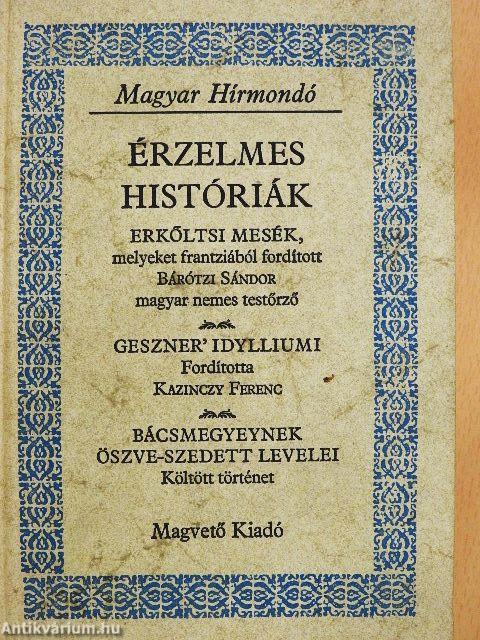 Magyar Hírmondó
ÉRZELMES
HISTÓRIÁK
ERKŐLTSI MESÉK,
melyeket frantziából fordított
BÁRÓTZI SÁNDOR
magyar nemes testőrző
GESZNER' IDYLLIUMI
Fordította
KAZINCZY FERENC
BÁCSMEGYEYNEK
ÖSZVE-SZEDETT LEVELEI
Költött történet
Magvető Kiadó
Antikvárium.hu